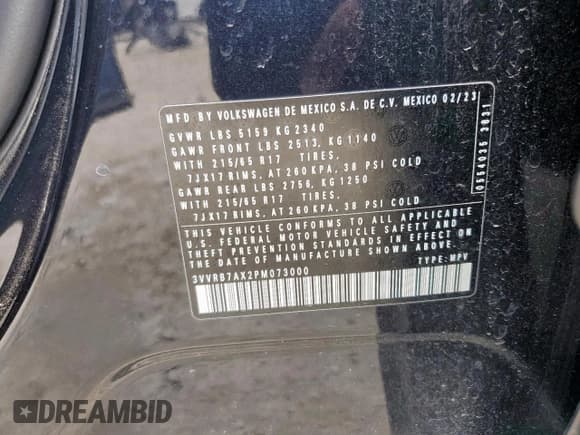 MFD. BY VOLKSWAGEN DE MEXICO S.A. DE C.V. MEXICO 02/23
GVWR LBS 5159 KG 2340
GAWR FRONT LBS 2513, KG 1140
WITH 215/65 R17 TIRES,
7JX17 RIMS, AT 260 KPA, 38 PSI COLD
GAWR REAR LBS 2756, KG 1250
WITH 215/65 R17 TIRES,
7JX17 RIMS, AT 260 KPA, 38 PSI COLD
THIS VEHICLE CONFORMS TO ALL APPLICABLE
U.S. FEDERAL MOTOR VEHICLE SAFETY AND
THEFT PREVENTION STANDARDS IN EFFECT
ON THE DATE OF MANUFACTURE SHOWN ABOVE.
3VVRB7AX2PM073000 TYPE: MPV
0554035 3831
DREAMBID